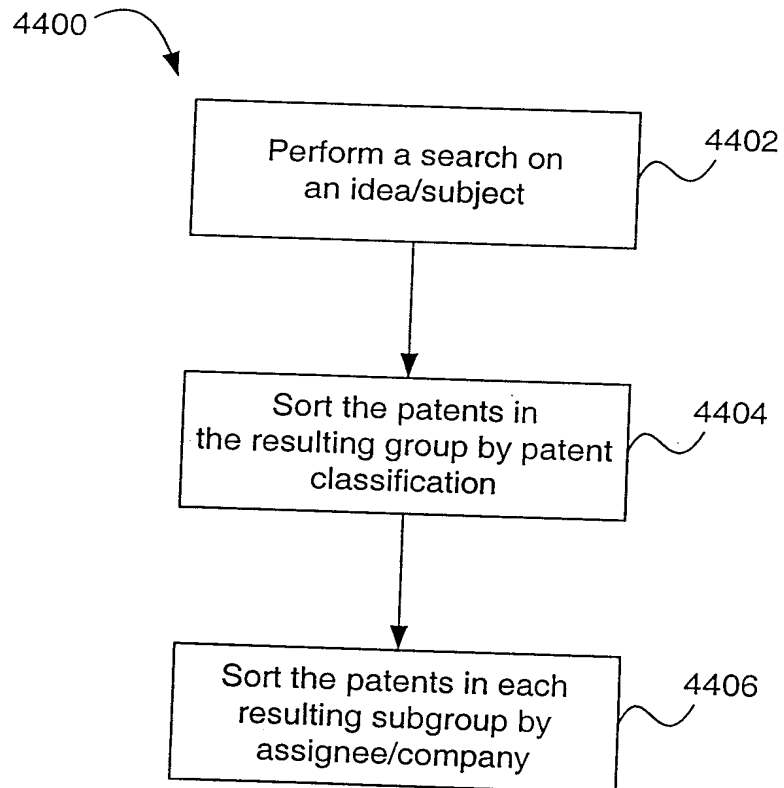 4400
Perform a search on
an idea/subject
4402
Sort the patents in
the resulting group by patent
classification
4404
Sort the patents in each
resulting subgroup by
assignee/company
4406